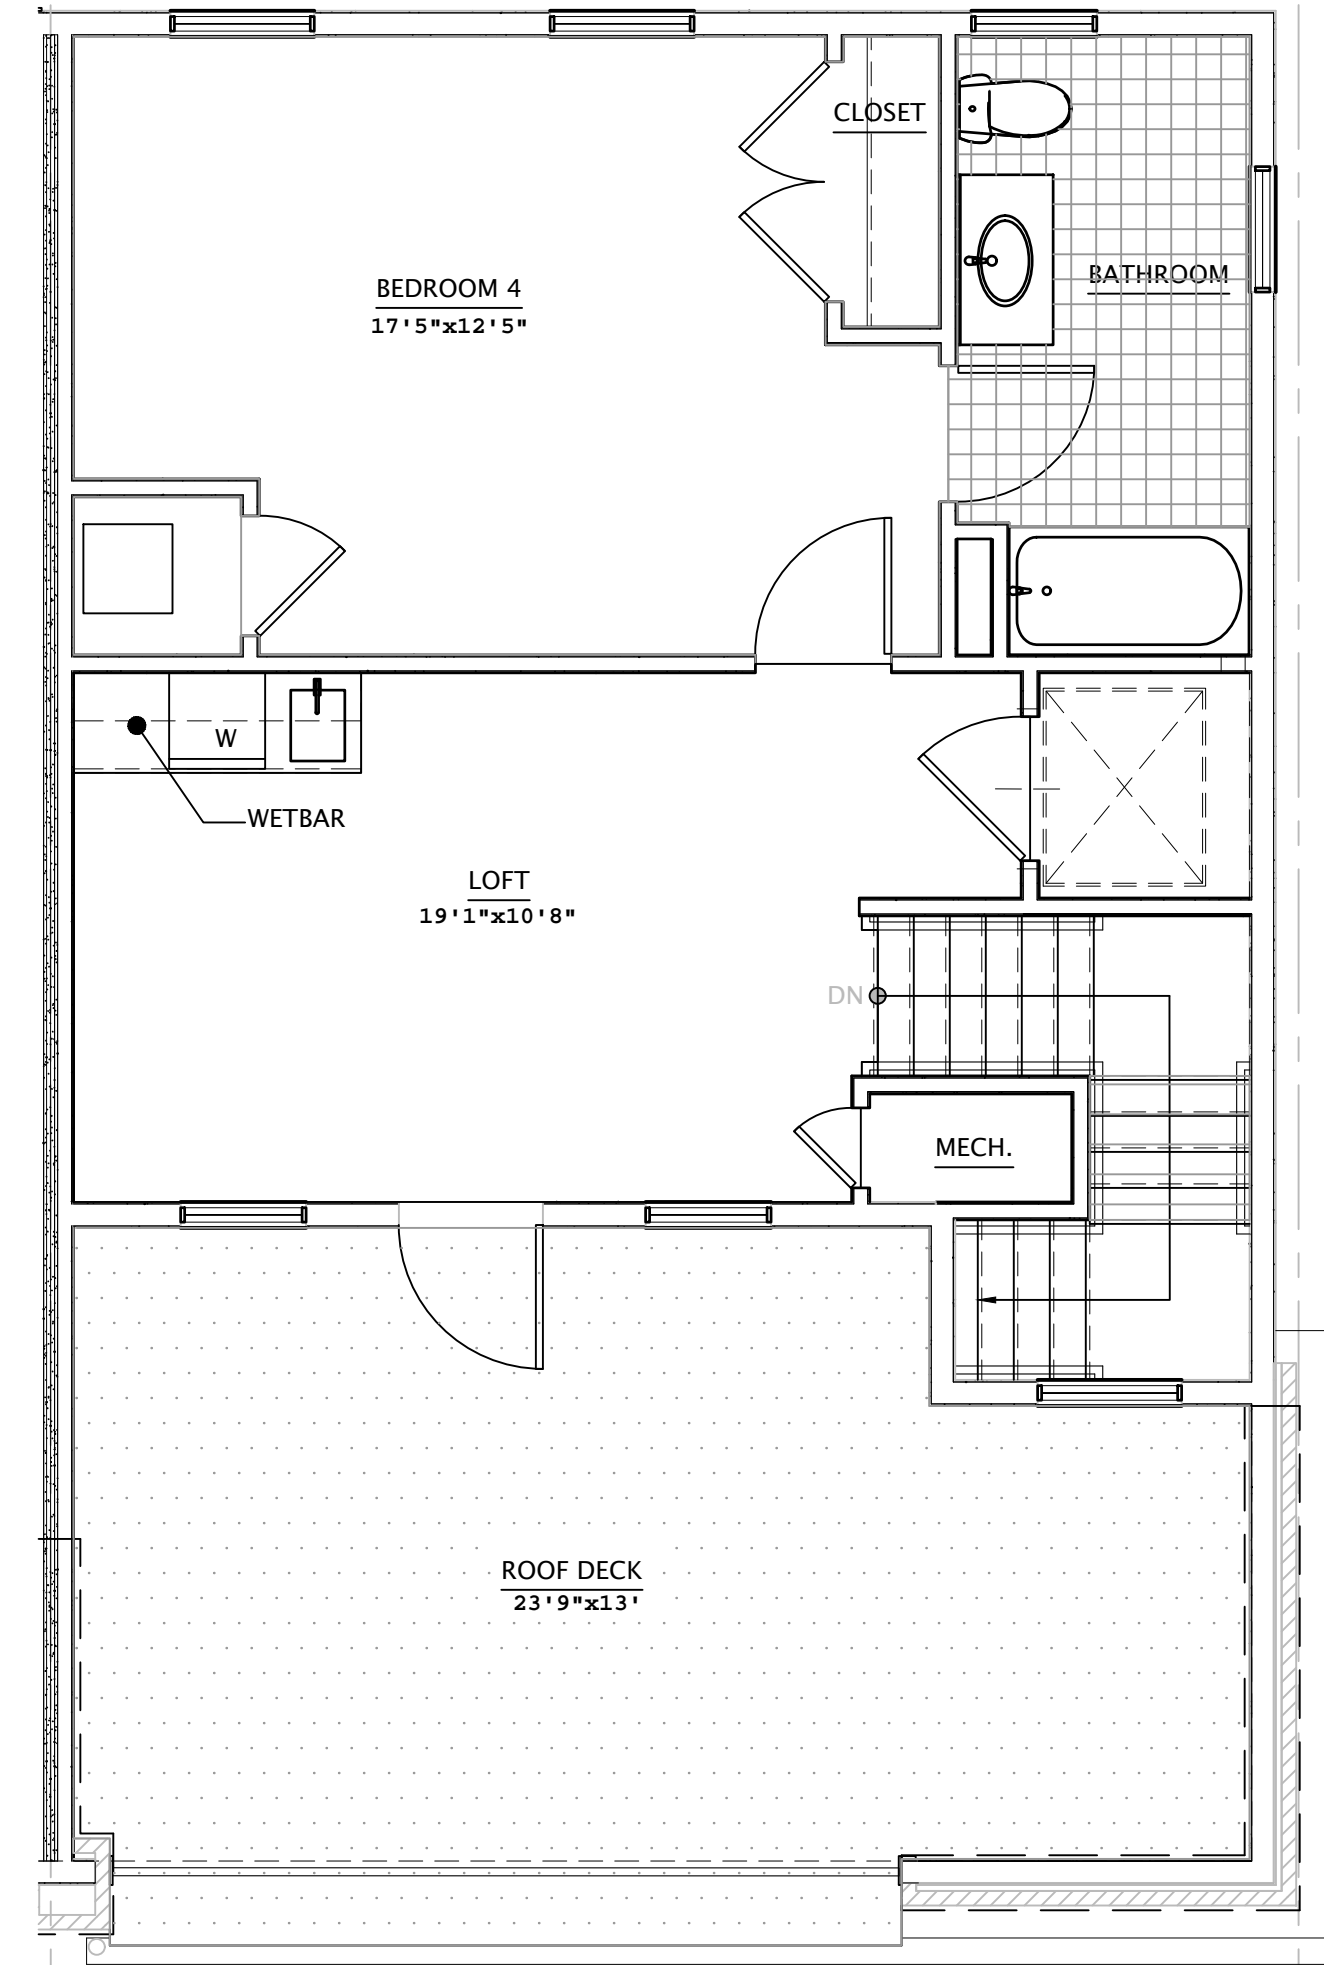 CLOSET
BATHROOM
BEDROOM 4
17'5"x12'5"
W
WETBAR
LOFT
19'1"x10'8"
DN
MECH.
ROOF DECK
23'9"x13'